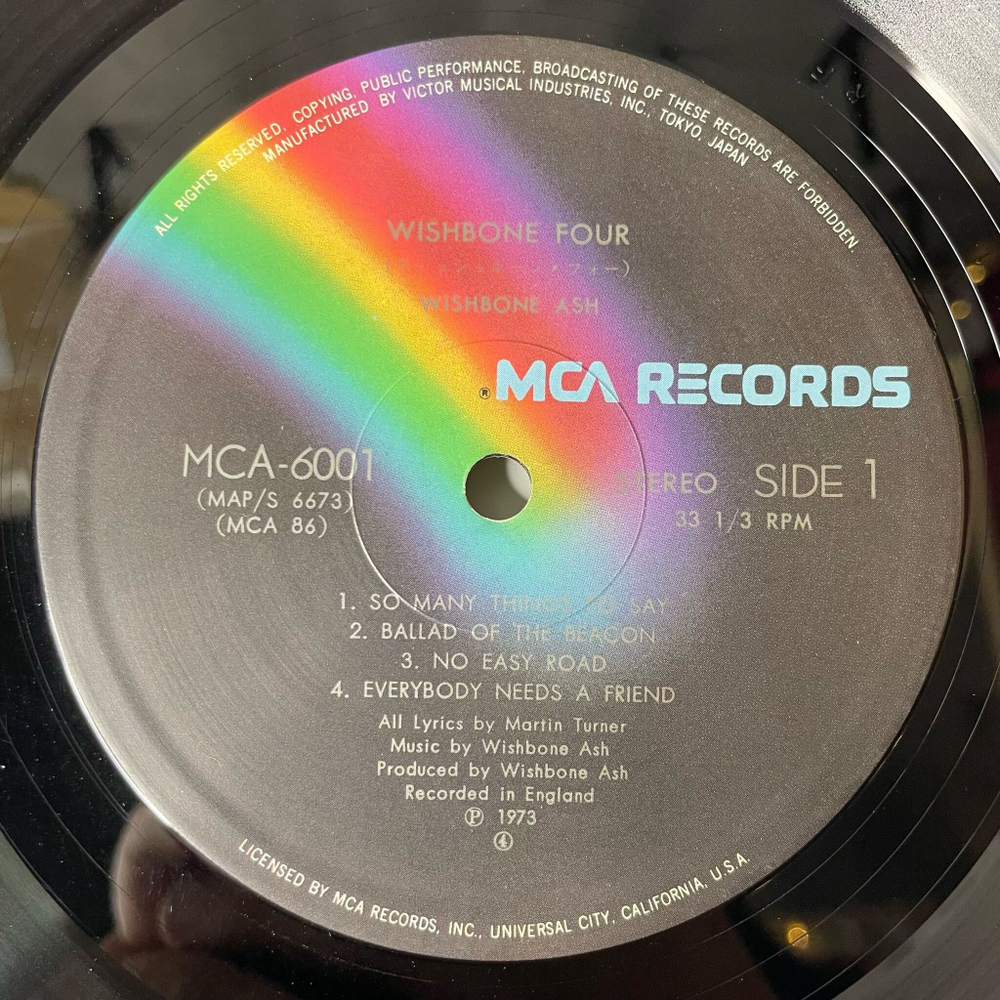 ALL RIGHTS RESERVED. COPYING, PUBLIC PERFORMANCE, BROADCASTING OF THESE RECORDS ARE FORBIDDEN.
MANUFACTURED BY VICTOR MUSICAL INDUSTRIES, INC., TOKYO, JAPAN
WISHBONE FOUR
WISHBONE ASH
® MCA RECORDS
MCA-6001
(MAP/S 6673)
(MCA 86)
STEREO SIDE 1
33 1/3 RPM
1. SO MANY THINGS TO SAY
2. BALLAD OF THE BEACON
3. NO EASY ROAD
4. EVERYBODY NEEDS A FRIEND
All Lyrics by Martin Turner
Music by Wishbone Ash
Produced by Wishbone Ash
Recorded in England
Ⓟ 1973
④
LICENSED BY MCA RECORDS, INC., UNIVERSAL CITY, CALIFORNIA, U.S.A.